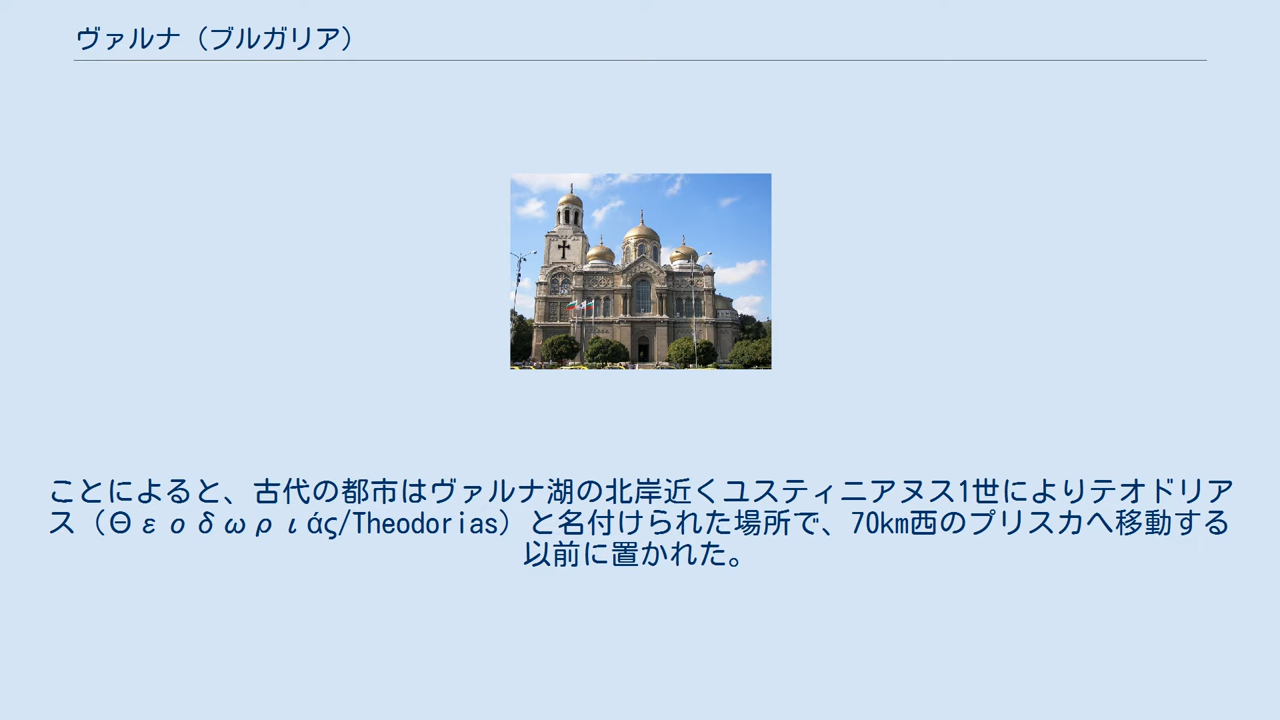 ヴァルナ（ブルガリア）
ことによると、古代の都市はヴァルナ湖の北岸近くユスティニアヌス1世によりテオドリア
ス（Θεοδωριάς/Theodorias）と名付けられた場所で、70km西のプリスカへ移動する
以前に置かれた。